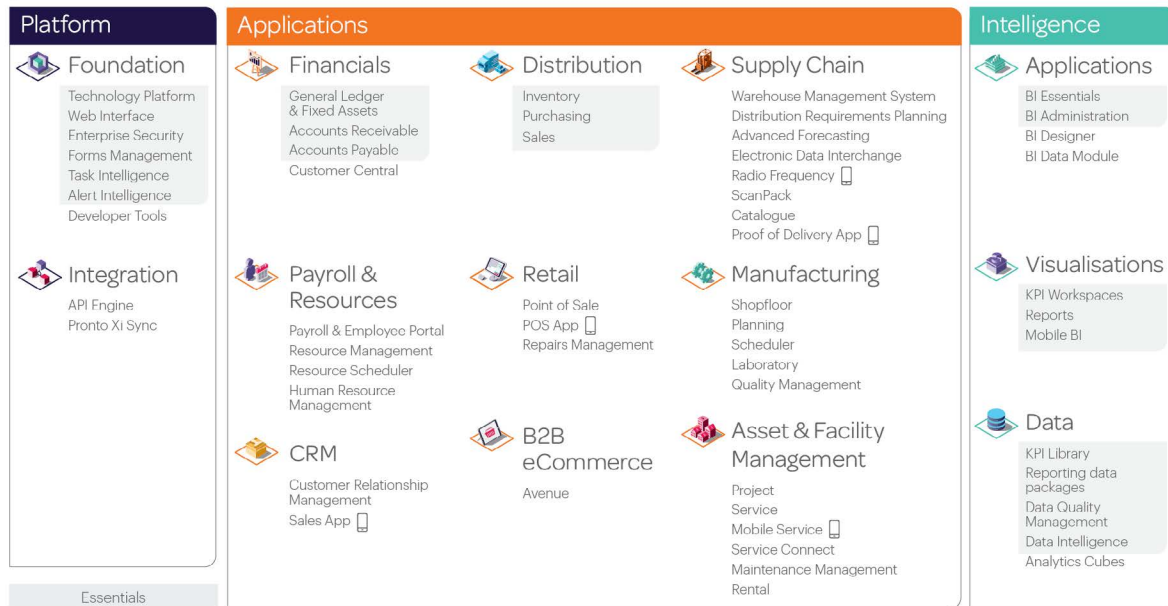 Platform
Foundation
Technology Platform
Web Interface
Enterprise Security
Forms Management
Task Intelligence
Alert Intelligence
Developer Tools
Integration
API Engine
Pronto Xi Sync
Essentials
Applications
Financials
General Ledger
& Fixed Assets
Accounts Receivable
Accounts Payable
Customer Central
Distribution
Inventory
Purchasing
Sales
Supply Chain
Warehouse Management System
Distribution Requirements Planning
Advanced Forecasting
Electronic Data Interchange
Radio Frequency
ScanPack
Catalogue
Proof of Delivery App
Payroll &
Resources
Payroll & Employee Portal
Resource Management
Resource Scheduler
Human Resource
Management
Retail
Point of Sale
POS App
Repairs Management
Manufacturing
Shopfloor
Planning
Scheduler
Laboratory
Quality Management
CRM
Customer Relationship
Management
Sales App
B2B
eCommerce
Avenue
Asset & Facility
Management
Project
Service
Mobile Service
Service Connect
Maintenance Management
Rental
Intelligence
Applications
BI Essentials
BI Administration
BI Designer
BI Data Module
Visualisations
KPI Workspaces
Reports
Mobile BI
Data
KPI Library
Reporting data
packages
Data Quality
Management
Data Intelligence
Analytics Cubes